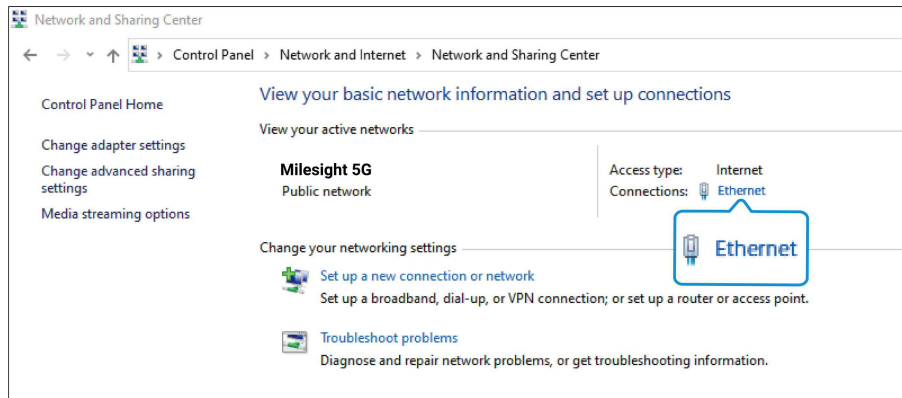 Network and Sharing Center
Control Panel > Network and Internet > Network and Sharing Center
Control Panel Home
Change adapter settings
Change advanced sharing
settings
Media streaming options
View your basic network information and set up connections
View your active networks
Milesight 5G
Public network
Access type: Internet
Connections: Ethernet
Ethernet
Change your networking settings
Set up a new connection or network
Set up a broadband, dial-up, or VPN connection; or set up a router or access point.
Troubleshoot problems
Diagnose and repair network problems, or get troubleshooting information.